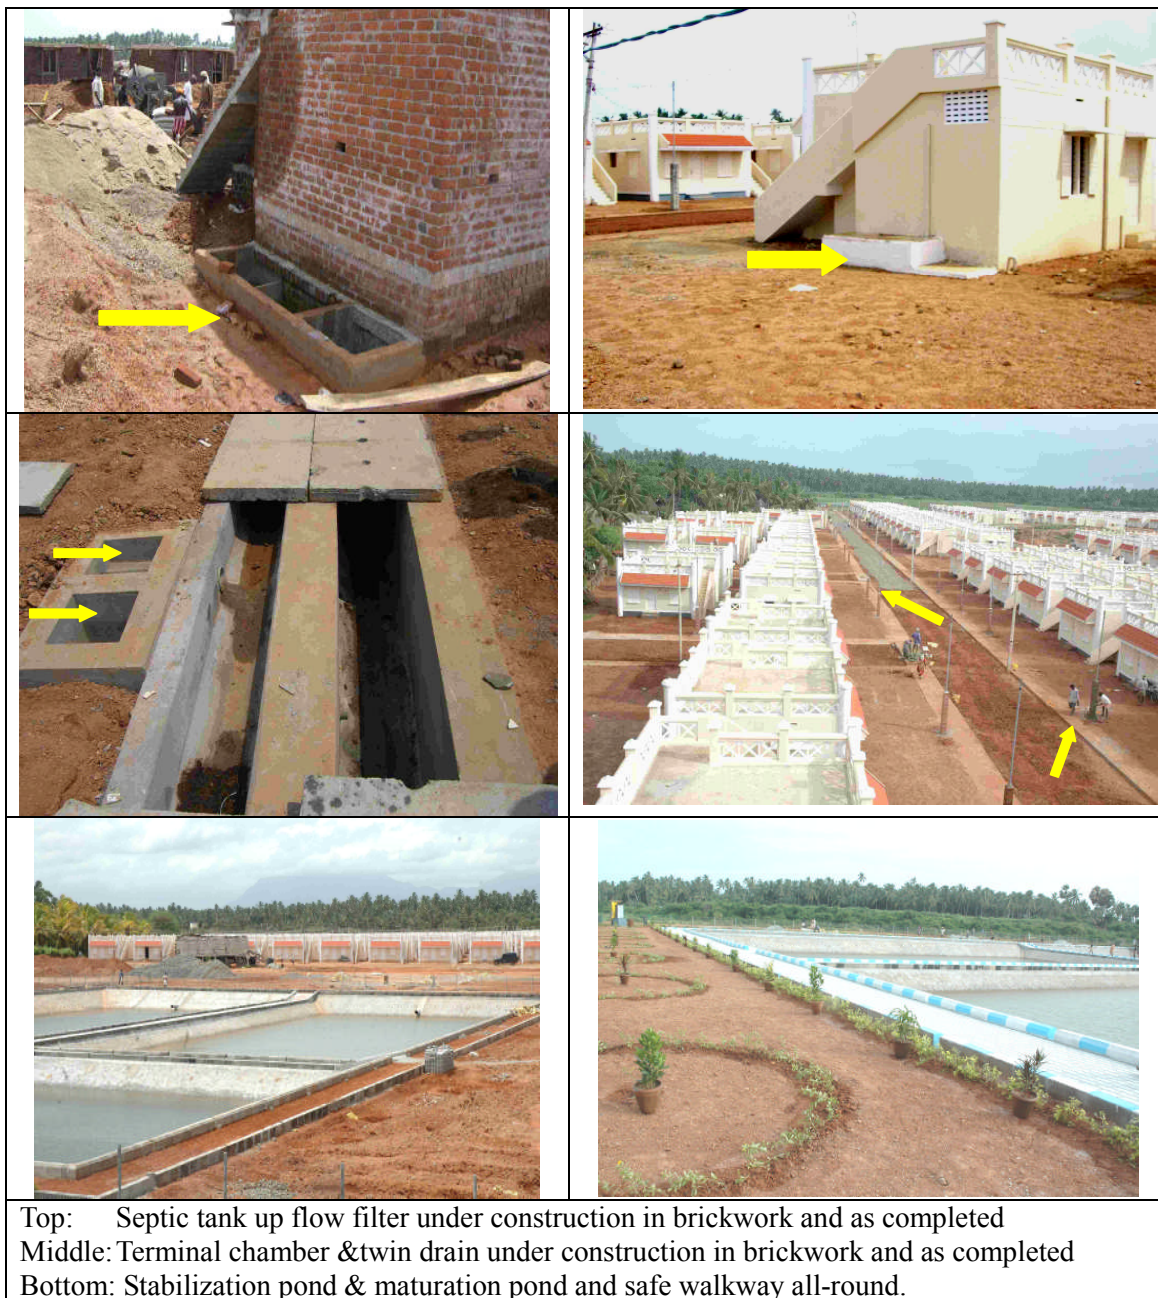 Top: Septic tank up flow filter under construction in brickwork and as completed
Middle: Terminal chamber &twin drain under construction in brickwork and as completed
Bottom: Stabilization pond & maturation pond and safe walkway all-round.